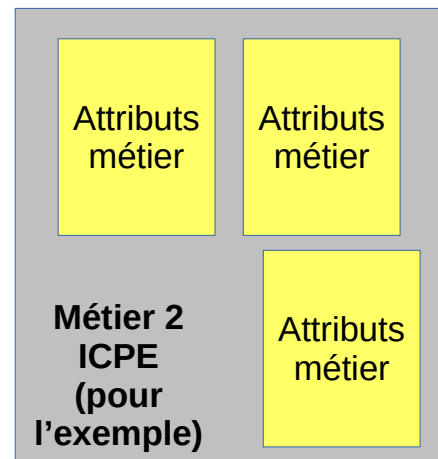 Attributs
métier
Attributs
métier
Métier 2
ICPE
(pour
l’exemple)
Attributs
métier